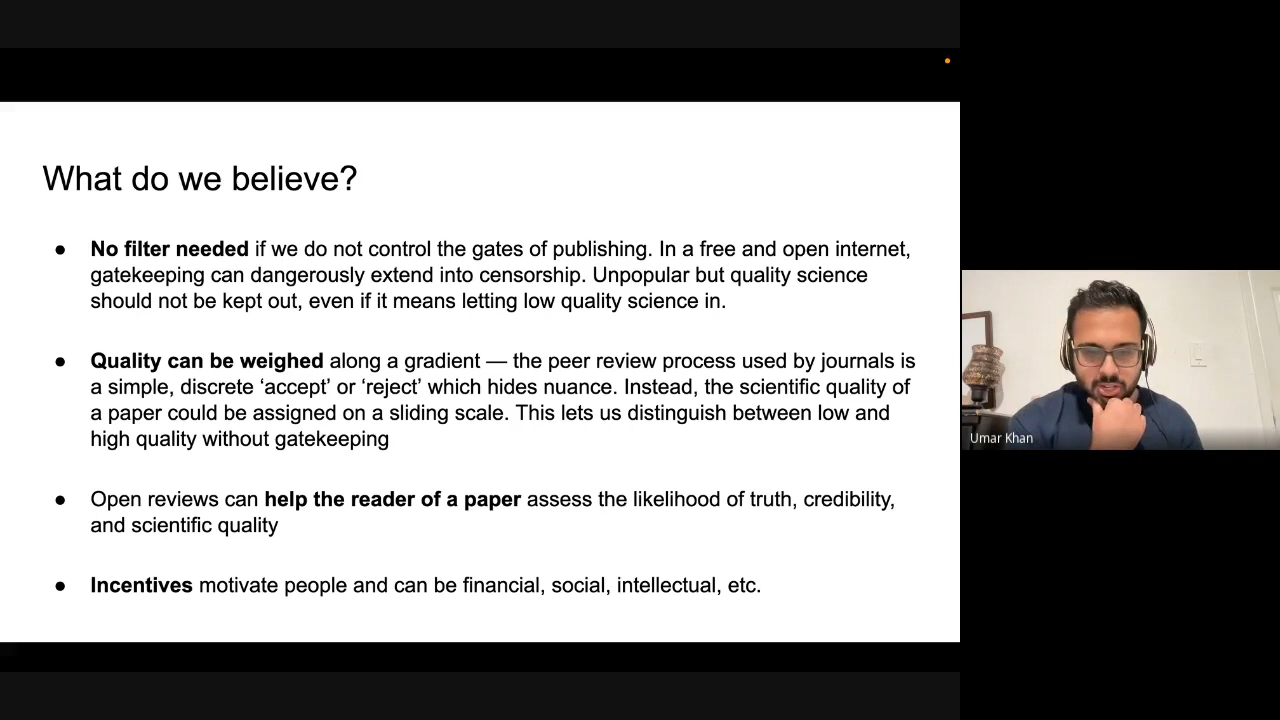 What do we believe?
● No filter needed if we do not control the gates of publishing. In a free and open internet,
gatekeeping can dangerously extend into censorship. Unpopular but quality science
should not be kept out, even if it means letting low quality science in.
● Quality can be weighed along a gradient — the peer review process used by journals is
a simple, discrete ‘accept’ or ‘reject’ which hides nuance. Instead, the scientific quality of
a paper could be assigned on a sliding scale. This lets us distinguish between low and
high quality without gatekeeping
● Open reviews can help the reader of a paper assess the likelihood of truth, credibility,
and scientific quality
● Incentives motivate people and can be financial, social, intellectual, etc.
Umar Khan